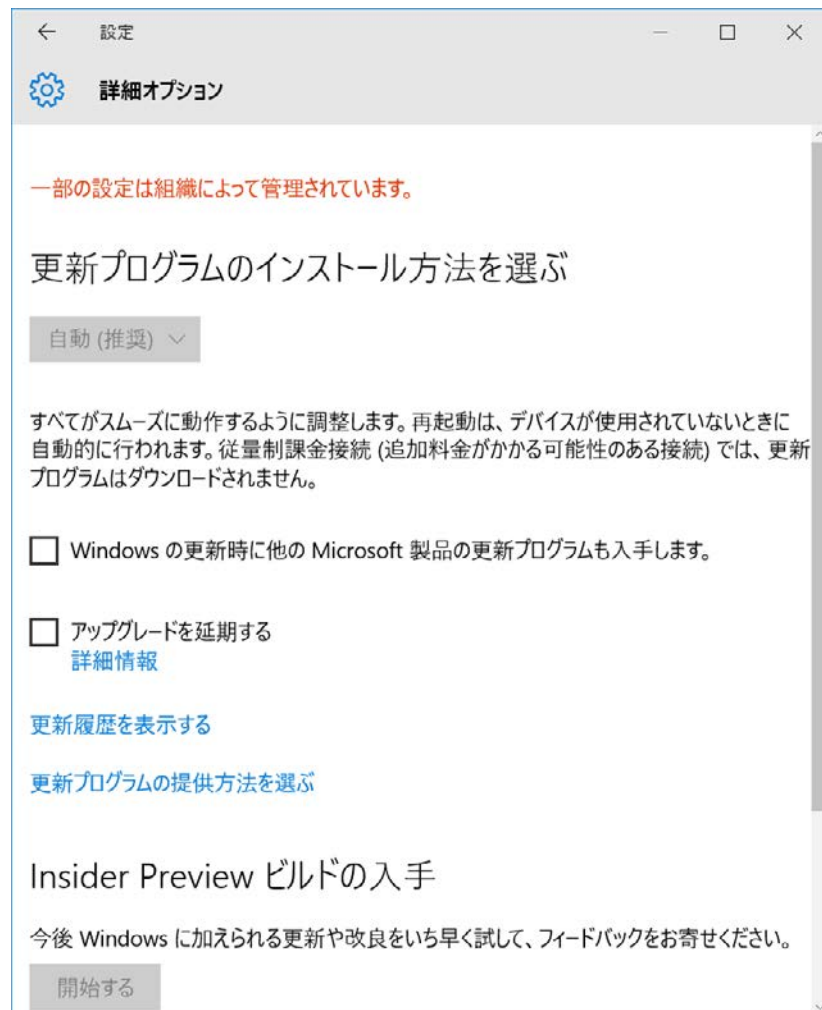 設定
詳細オプション
一部の設定は組織によって管理されています。
更新プログラムのインストール方法を選ぶ
自動 (推奨)
すべてがスムーズに動作するように調整します。再起動は、デバイスが使用されていないときに
自動的に行われます。従量制課金接続 (追加料金がかかる可能性のある接続) では、更新
プログラムはダウンロードされません。
Windows の更新時に他の Microsoft 製品の更新プログラムも入手します。
アップグレードを延期する
詳細情報
更新履歴を表示する
更新プログラムの提供方法を選ぶ
Insider Preview ビルドの入手
今後 Windows に加えられる更新や改良をいち早く試して、フィードバックをお寄せください。
開始する